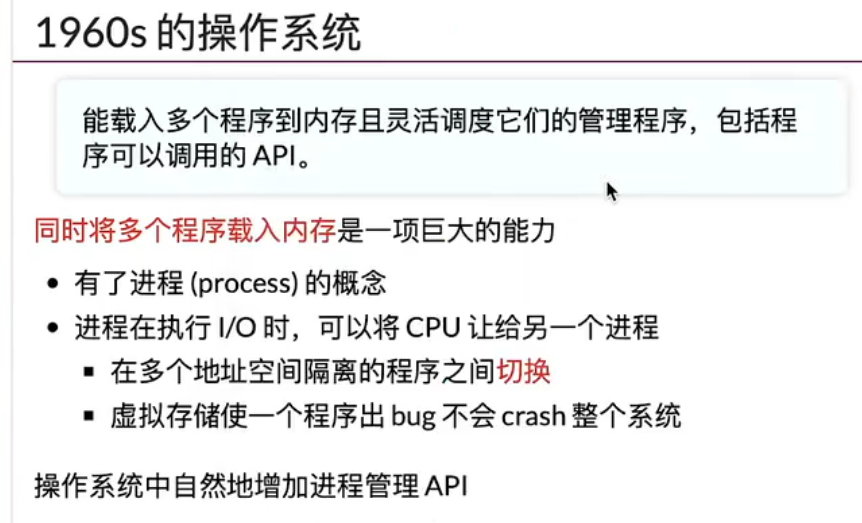 1960s 的操作系统
能载入多个程序到内存且灵活调度它们的管理程序，包括程
序可以调用的 API。
同时将多个程序载入内存是一项巨大的能力
• 有了进程 (process) 的概念
• 进程在执行 I/O 时，可以将 CPU 让给另一个进程
▪ 在多个地址空间隔离的程序之间切换
▪ 虚拟存储使一个程序出 bug 不会 crash 整个系统
操作系统中自然地增加进程管理 API